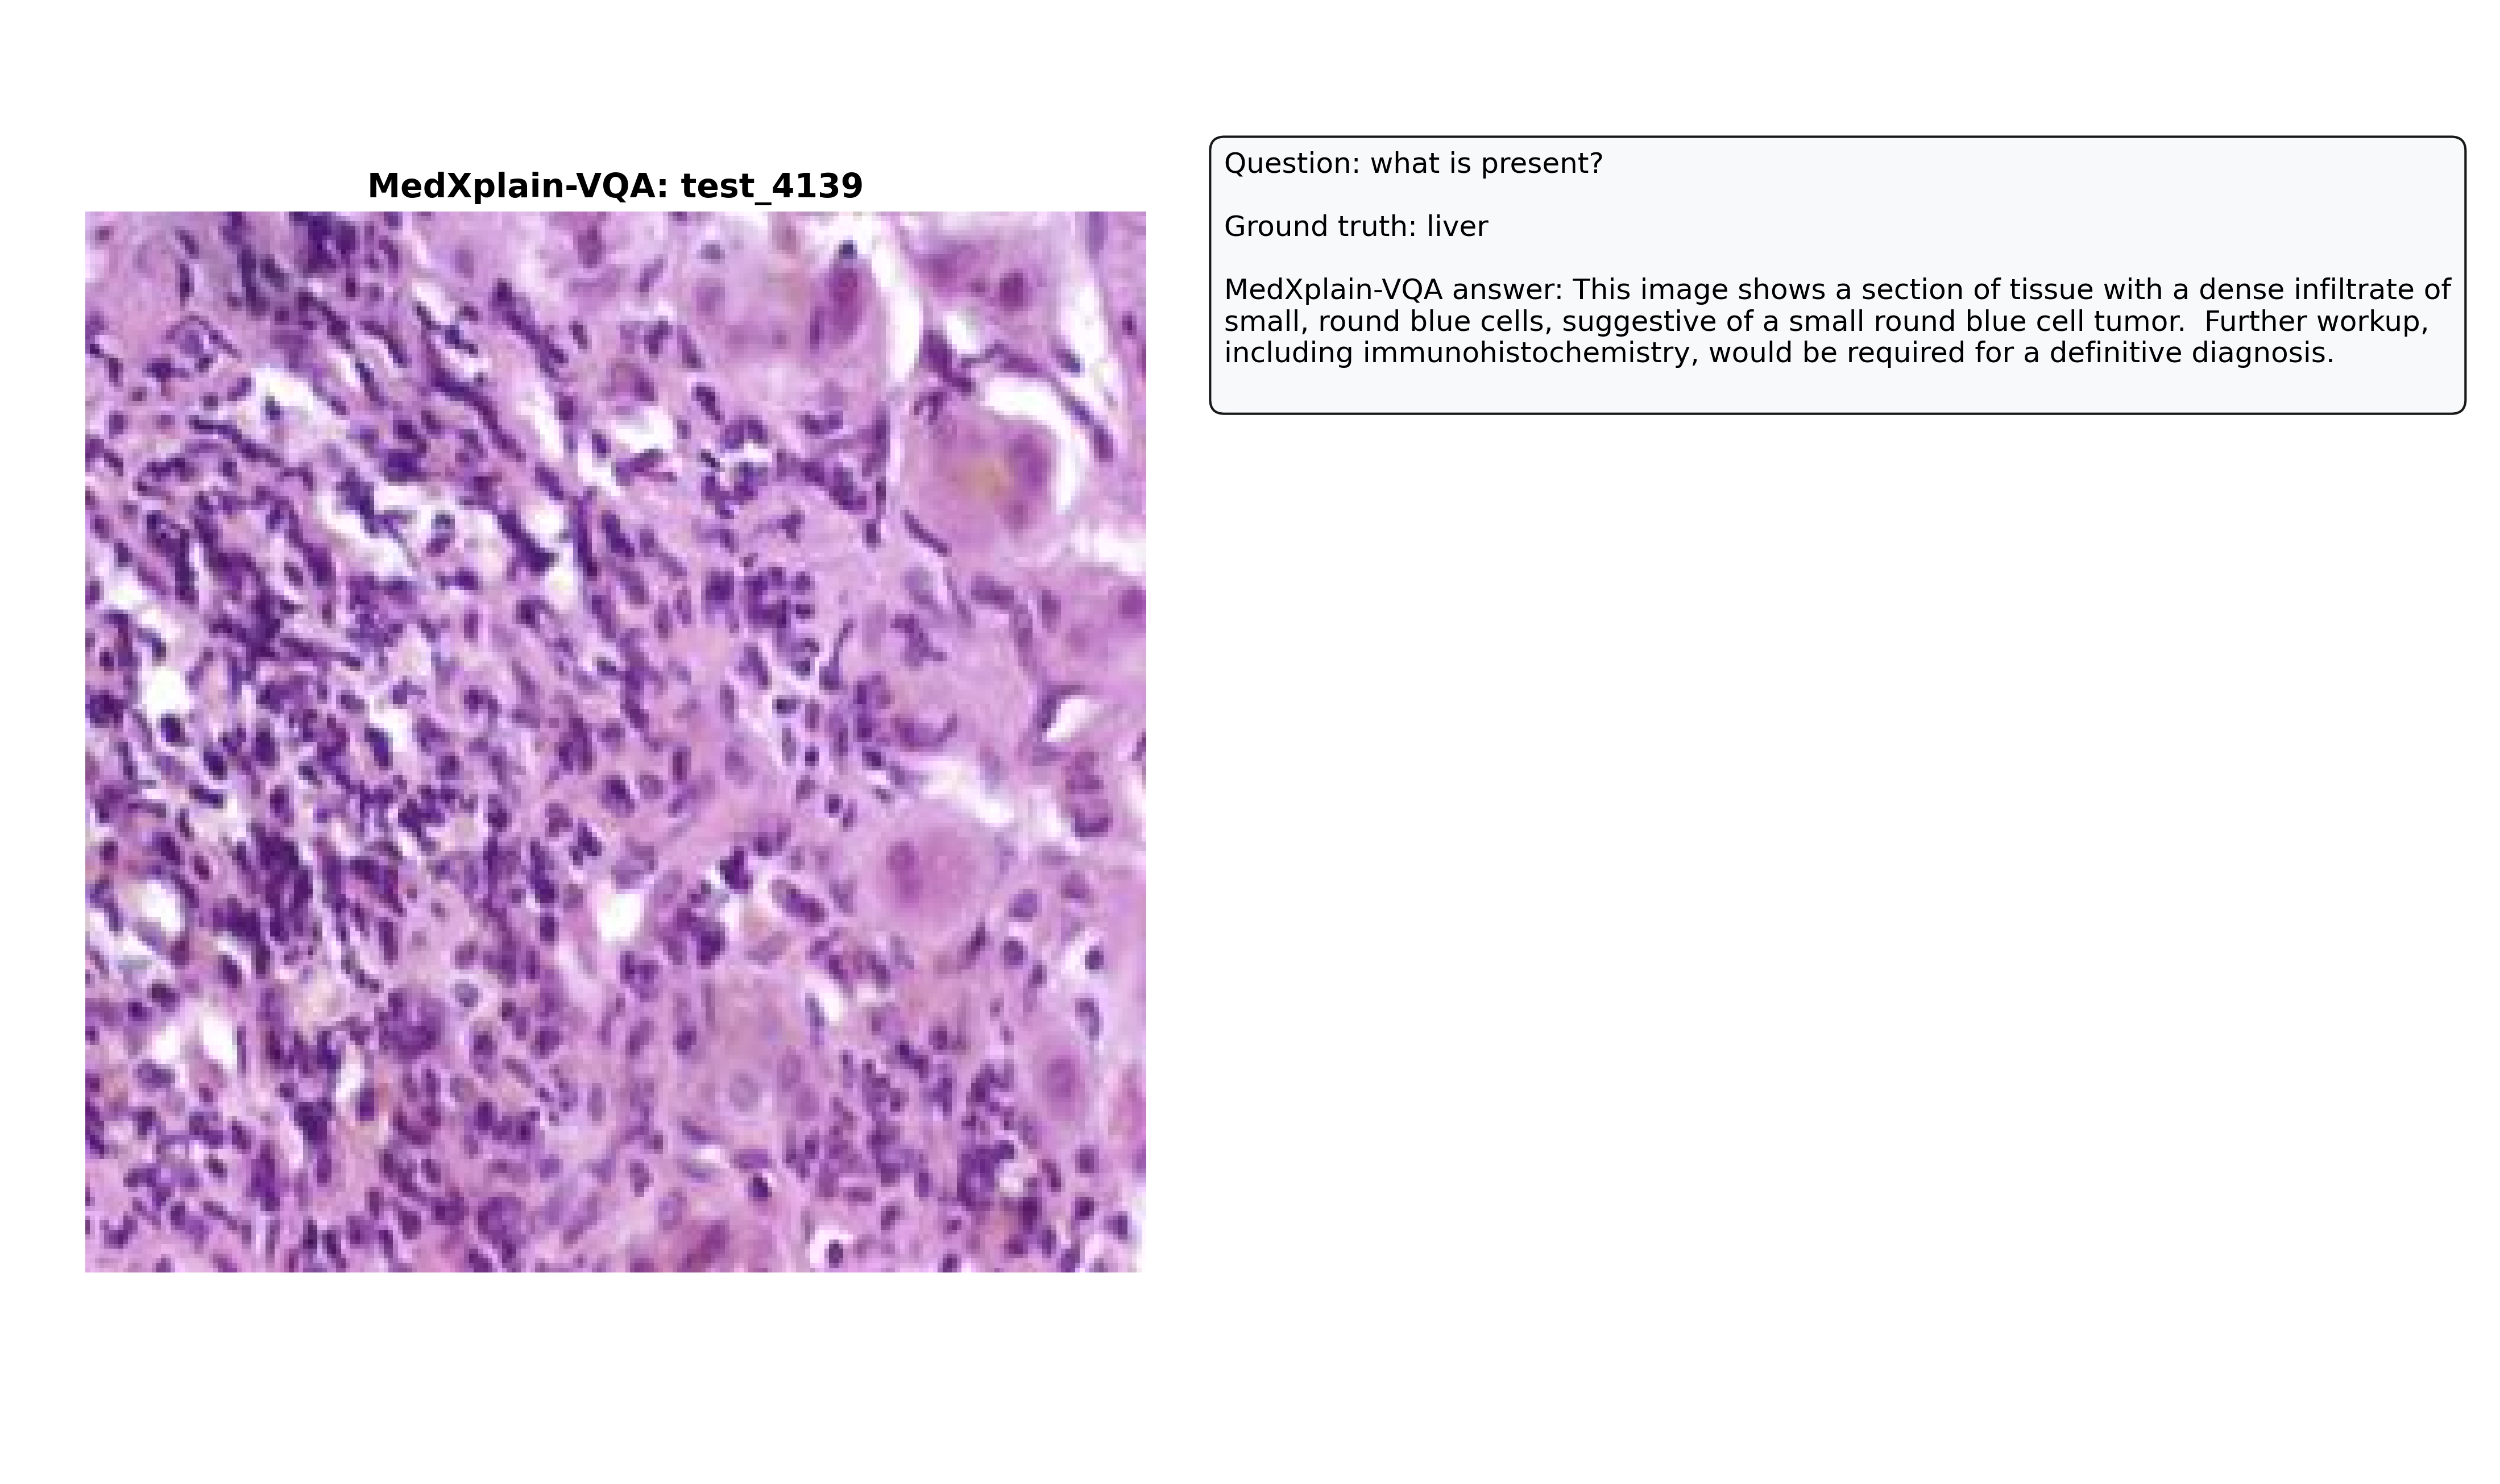 MedXplain-VQA: test_4139
Question: what is present?
Ground truth: liver
MedXplain-VQA answer: This image shows a section of tissue with a dense infiltrate of
small, round blue cells, suggestive of a small round blue cell tumor.  Further workup,
including immunohistochemistry, would be required for a definitive diagnosis.